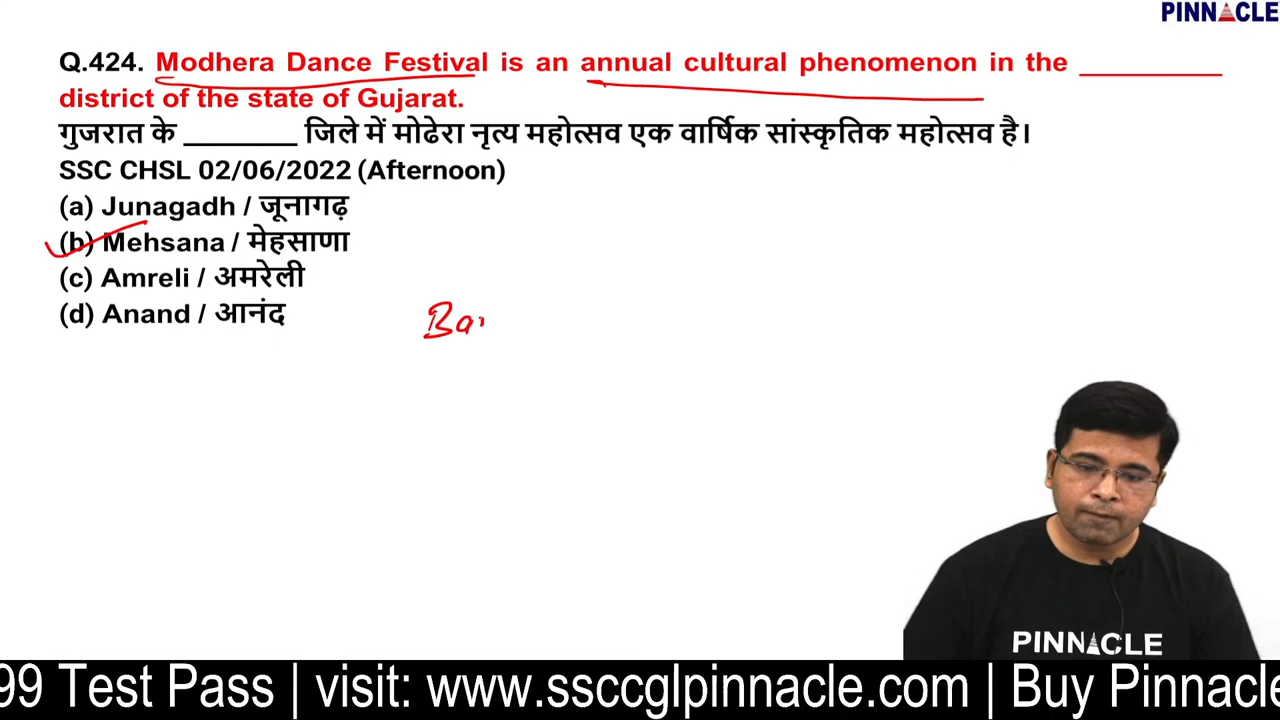 PINNACLE
Q.424. Modhera Dance Festival is an annual cultural phenomenon in the __________
district of the state of Gujarat.
गुजरात के ________ जिले में मोढेरा नृत्य महोत्सव एक वार्षिक सांस्कृतिक महोत्सव है।
SSC CHSL 02/06/2022 (Afternoon)
(a) Junagadh / जूनागढ़
(b) Mehsana / मेहसाणा
(c) Amreli / अमरेली
(d) Anand / आनंद
PINNACLE
99 Test Pass | visit: www.ssccglpinnacle.com | Buy Pinnacle